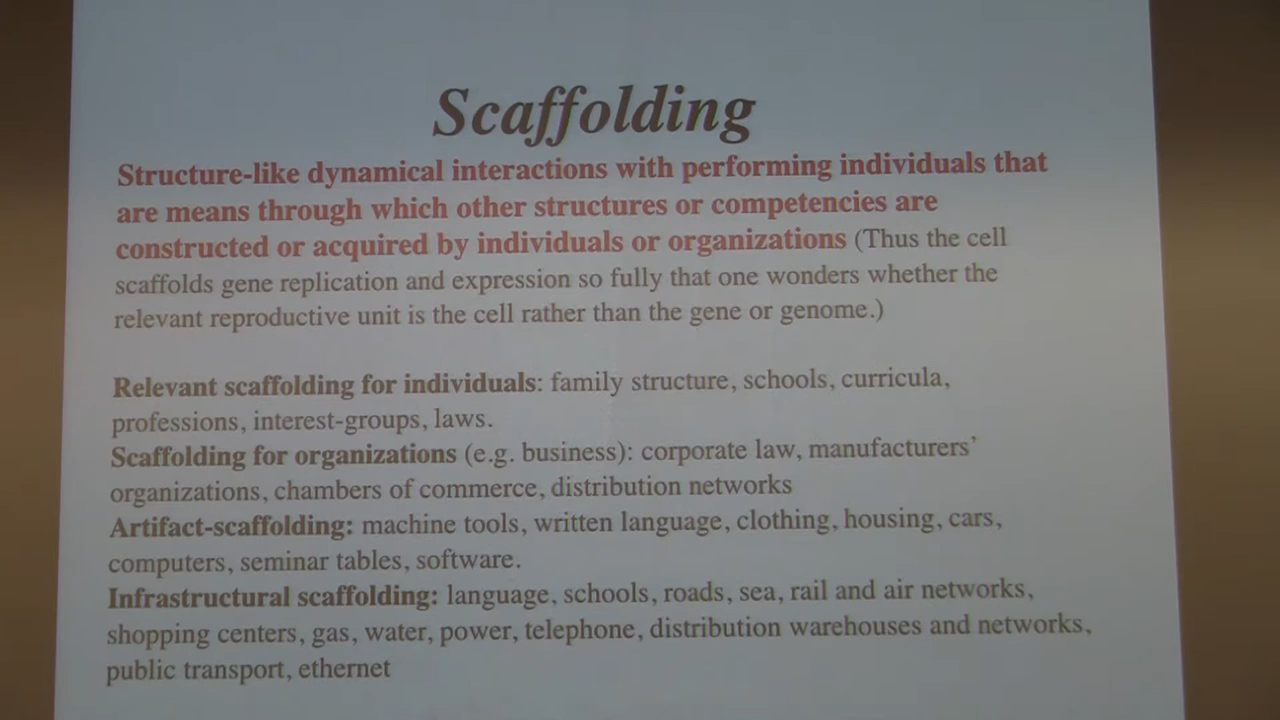 Scaffolding
Structure-like dynamical interactions with performing individuals that
are means through which other structures or competencies are
constructed or acquired by individuals or organizations (Thus the cell
scaffolds gene replication and expression so fully that one wonders whether the
relevant reproductive unit is the cell rather than the gene or genome.)
Relevant scaffolding for individuals: family structure, schools, curricula,
professions, interest-groups, laws.
Scaffolding for organizations (e.g. business): corporate law, manufacturers’
organizations, chambers of commerce, distribution networks
Artifact-scaffolding: machine tools, written language, clothing, housing, cars,
computers, seminar tables, software.
Infrastructural scaffolding: language, schools, roads, sea, rail and air networks,
shopping centers, gas, water, power, telephone, distribution warehouses and networks,
public transport, ethernet